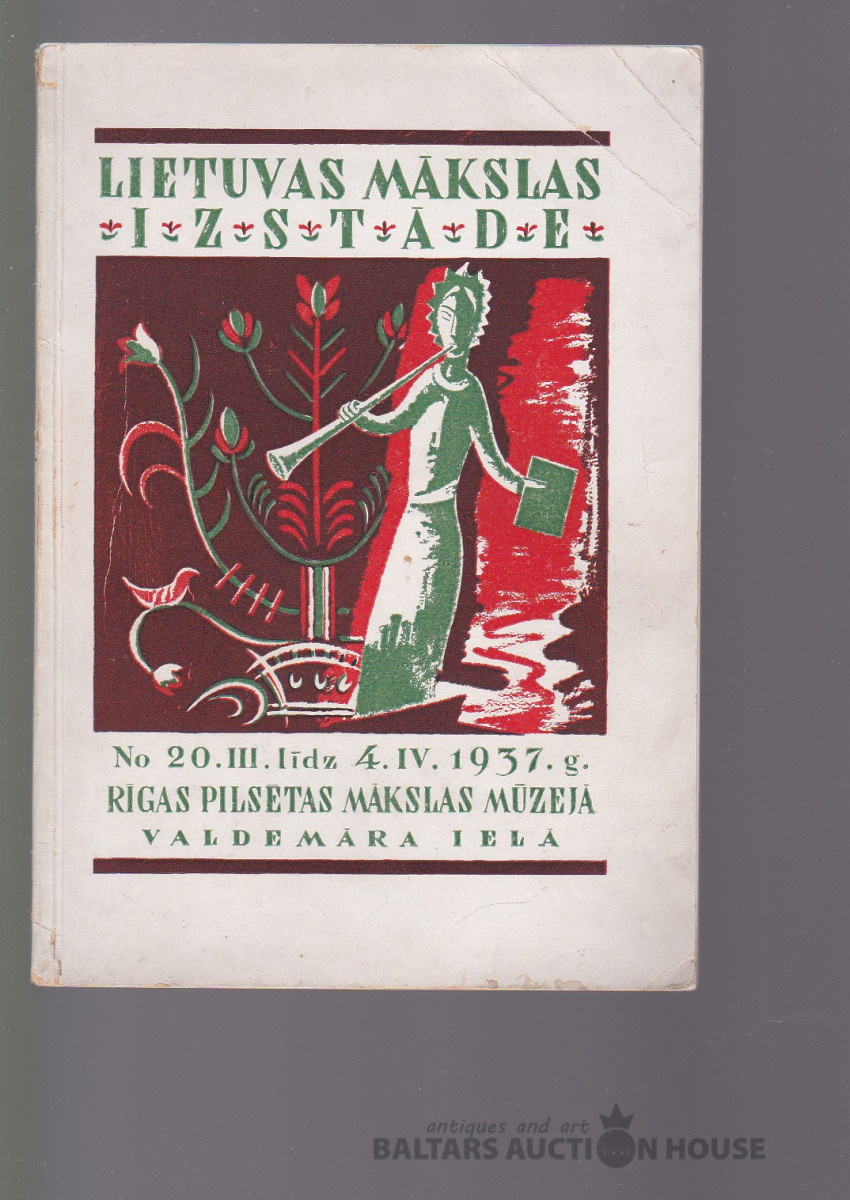 LIETUVAS MĀKSLAS
IZSTĀDE
No 20.III. līdz 4.IV. 1937. g.
RĪGAS PILSĒTAS MĀKSLAS MŪZEJĀ
VALDEMĀRA IELĀ
antiques and art
BALTARS AUCTION HOUSE